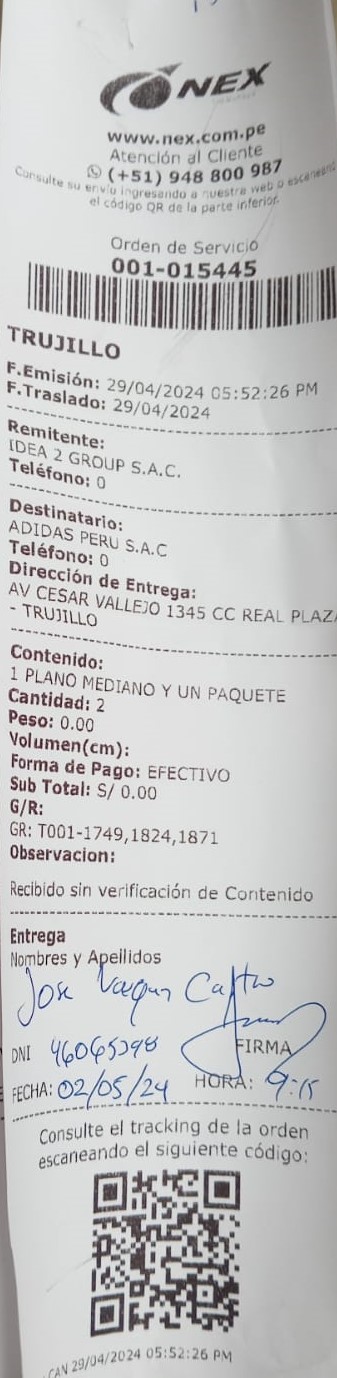 NEX
www.nex.com.pe
Atención al Cliente
(+51) 948 800 987
Consulte su envío ingresando a nuestra web o escaneand
el código QR de la parte inferior.
Orden de Servicio
001-015445
TRUJILLO
F.Emisión: 29/04/2024 05:52:26 PM
F.Traslado: 29/04/2024
Remitente:
IDEA 2 GROUP S.A.C.
Teléfono: 0
Destinatario:
ADIDAS PERU S.A.C
Teléfono: 0
Dirección de Entrega:
AV CESAR VALLEJO 1345 CC REAL PLAZA
- TRUJILLO
Contenido:
1 PLANO MEDIANO Y UN PAQUETE
Cantidad: 2
Peso: 0.00
Volumen(cm):
Forma de Pago: EFECTIVO
Sub Total: S/ 0.00
G/R:
GR: T001-1749,1824,1871
Observacion:
Recibido sin verificación de Contenido
Entrega
Nombres y Apellidos
Jose Castro
DNI FIRMA
FECHA: 02/05/24 HORA: 9:15
Consulte el tracking de la orden
escaneando el siguiente código:
CAN 29/04/2024 05:52:26 PM